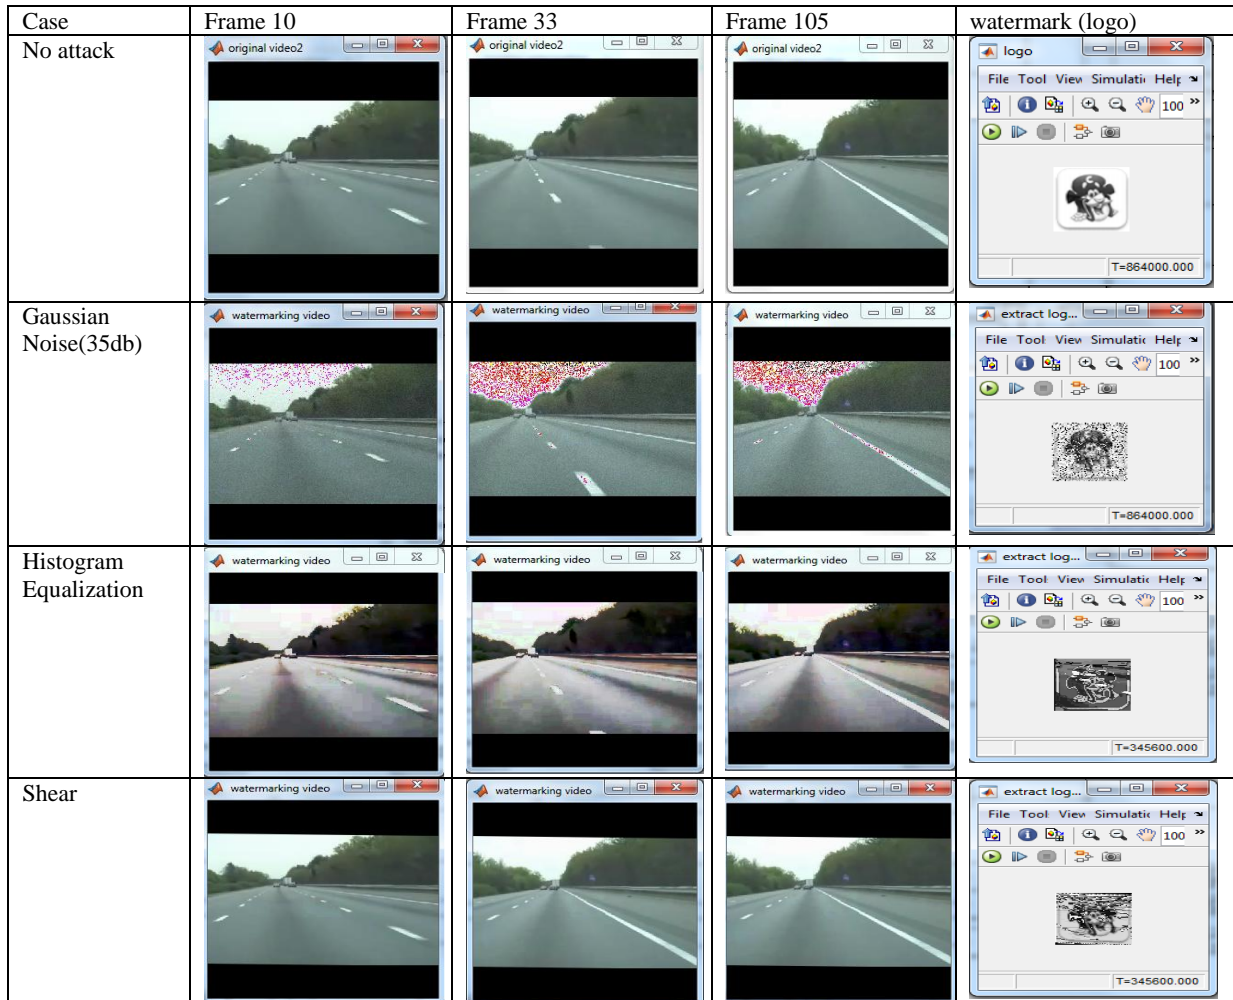 Case Frame 10 Frame 33 Frame 105 watermark (logo)
No attack
original video2
original video2
original video2
logo
File Tool View Simulatic Help
100
T=864000.000
Gaussian
Noise(35db)
watermarking video
watermarking video
watermarking video
extract log...
File Tool View Simulatic Help
100
T=864000.000
Histogram
Equalization
watermarking video
watermarking video
watermarking video
extract log...
File Tool View Simulatic Help
100
T=345600.000
Shear
watermarking video
watermarking video
watermarking video
extract log...
File Tool View Simulatic Help
100
T=345600.000